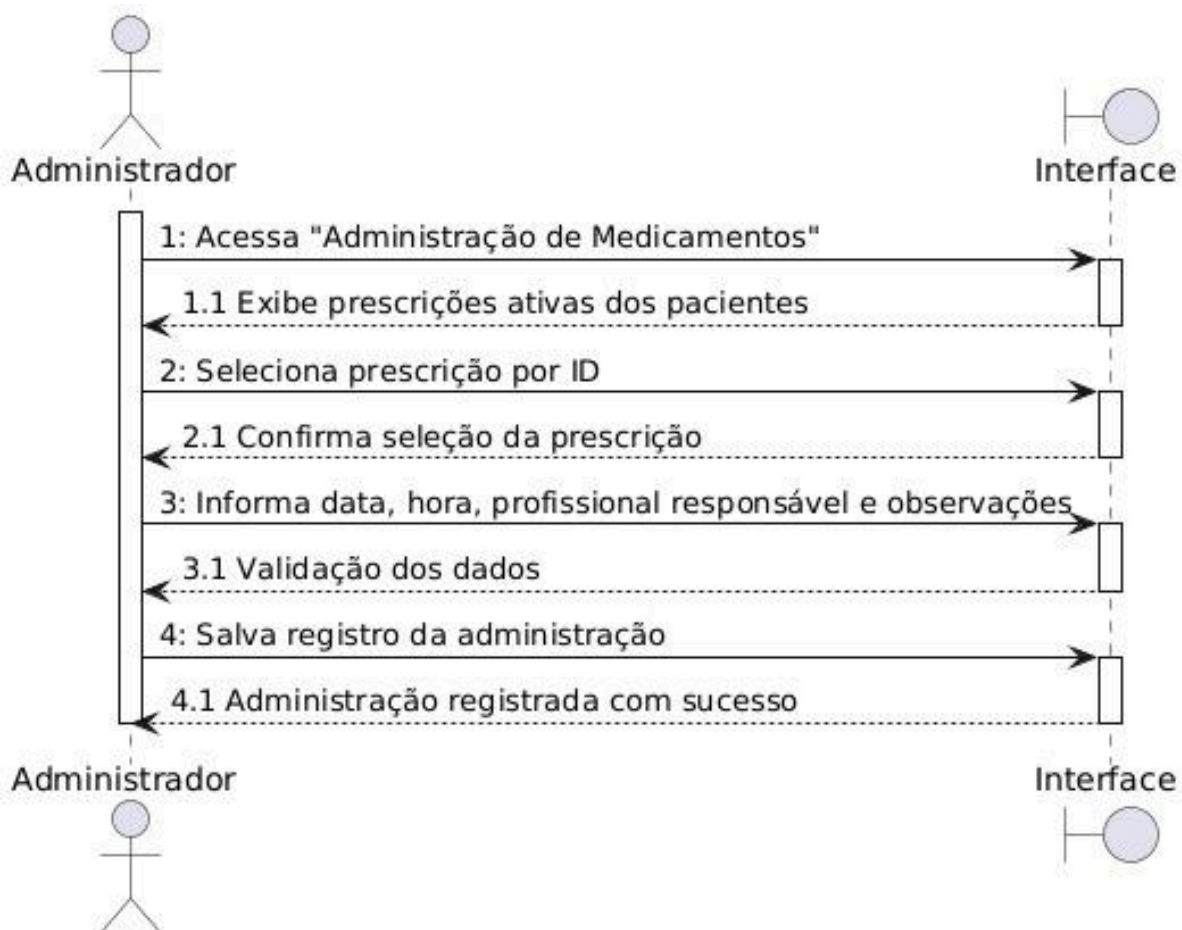 Administrador
Interface
1: Acessa "Administração de Medicamentos"
1.1 Exibe prescrições ativas dos pacientes
2: Seleciona prescrição por ID
2.1 Confirma seleção da prescrição
3: Informa data, hora, profissional responsável e observações
3.1 Validação dos dados
4: Salva registro da administração
4.1 Administração registrada com sucesso
Administrador
Interface